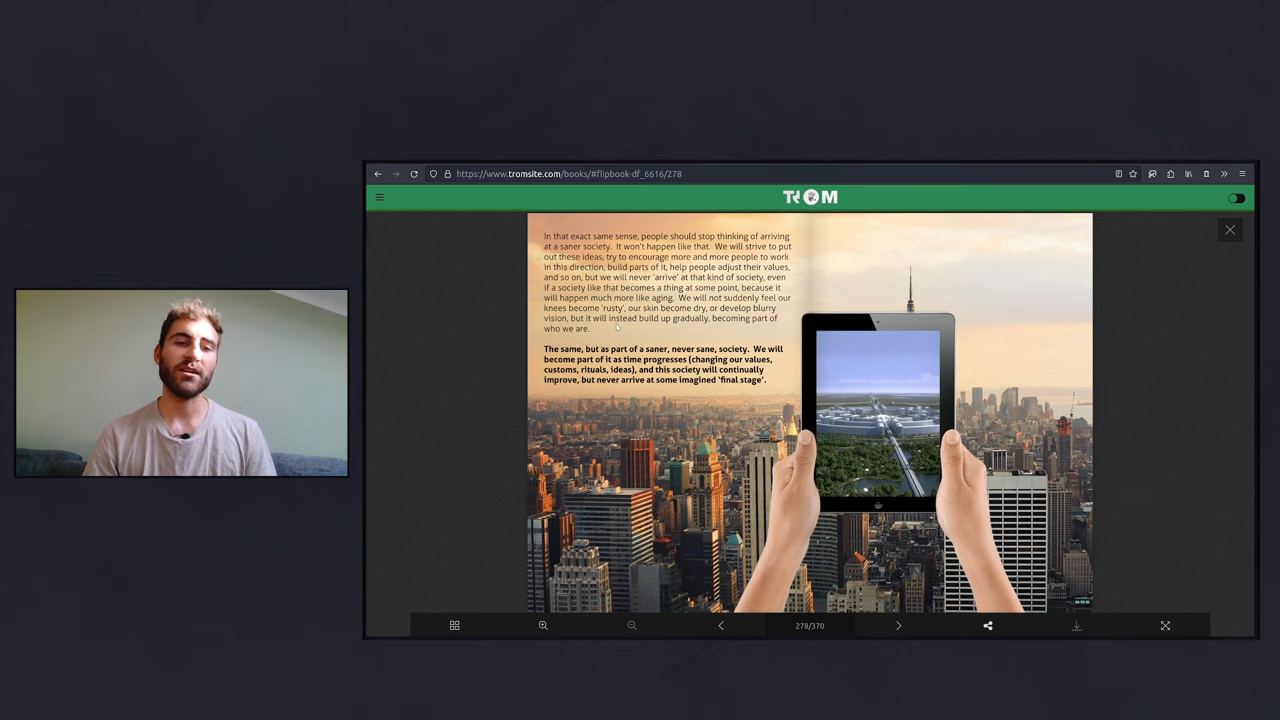 https://www.tromsite.com/books/#flipbook-df_6616/278
TROM
In that exact same sense, people should stop thinking of arriving
at a saner society. It won't happen like that. We will strive to put
out these ideas, try to encourage more and more people to work
in this direction, build parts of it, help people adjust their values,
and so on, but we will never 'arrive' at that kind of society, even
if a society like that becomes a thing at some point, because it
will happen much more like aging. We will not suddenly feel our
knees become 'rusty', our skin become dry, or develop blurry
vision, but it will instead build up gradually, becoming part of
who we are.
The same, but as part of a saner, never sane, society. We will
become part of it as time progresses (changing our values,
customs, rituals, ideas), and this society will continually
improve, but never arrive at some imagined 'final stage'.
278/370